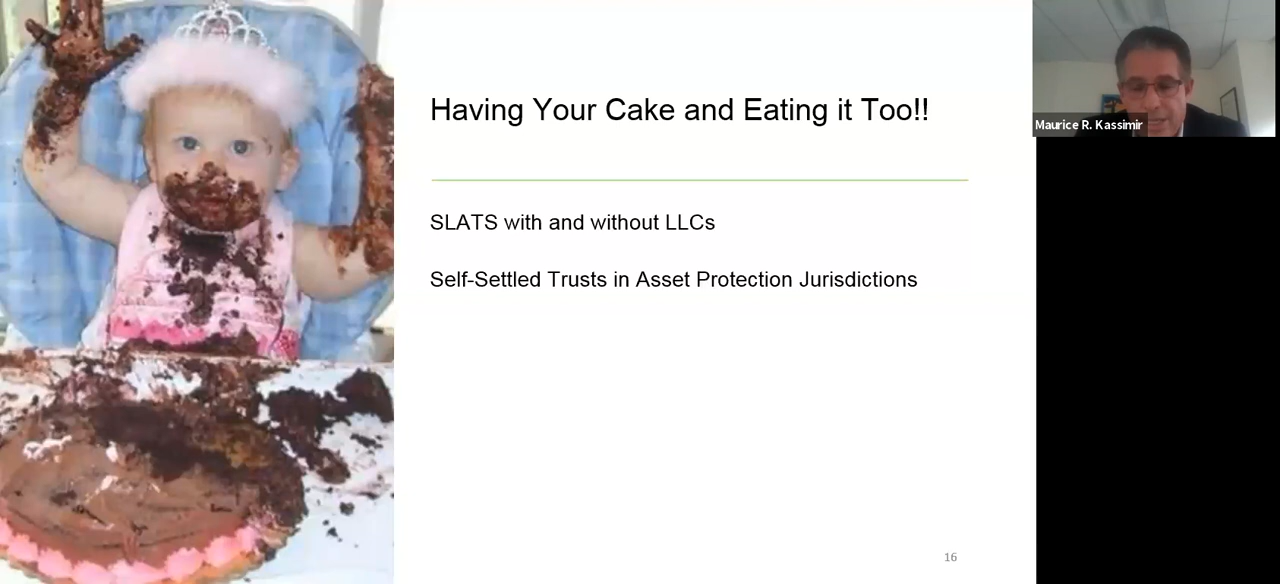 Having Your Cake and Eating it Too!!
Maurice R. Kassimir
SLATS with and without LLCs
Self-Settled Trusts in Asset Protection Jurisdictions
16